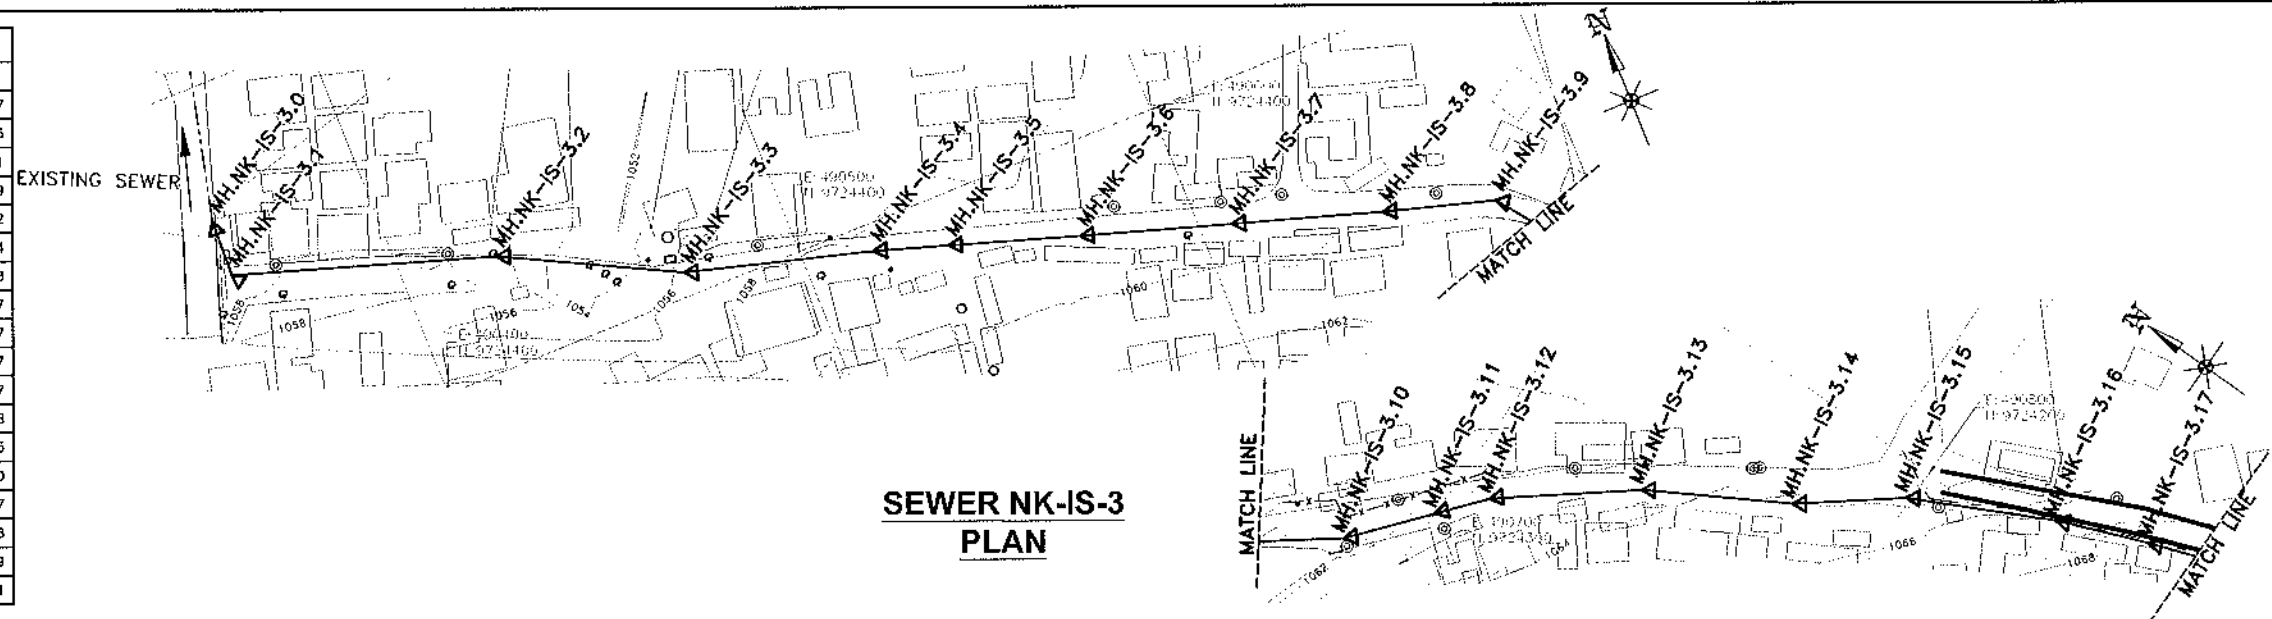 EXISTING SEWER
MH.NK-IS-3.0
MH.NK-IS-3.1
MH.NK-IS-3.2
MH.NK-IS-3.3
MH.NK-IS-3.4
MH.NK-IS-3.5
MH.NK-IS-3.6
MH.NK-IS-3.7
MH.NK-IS-3.8
MH.NK-IS-3.9
N
MATCH LINE
1052
E: 490500
N: 9724400
1058
1058
1056
1054
1056
1058
1060
1062
SEWER NK-IS-3
PLAN
MATCH LINE
MH.NK-IS-3.10
MH.NK-IS-3.11
MH.NK-IS-3.12
MH.NK-IS-3.13
MH.NK-IS-3.14
MH.NK-IS-3.15
MH.NK-IS-3.16
MH.NK-IS-3.17
E: 490800
N: 9724200
N
1062
1064
1066
1068
MATCH LINE